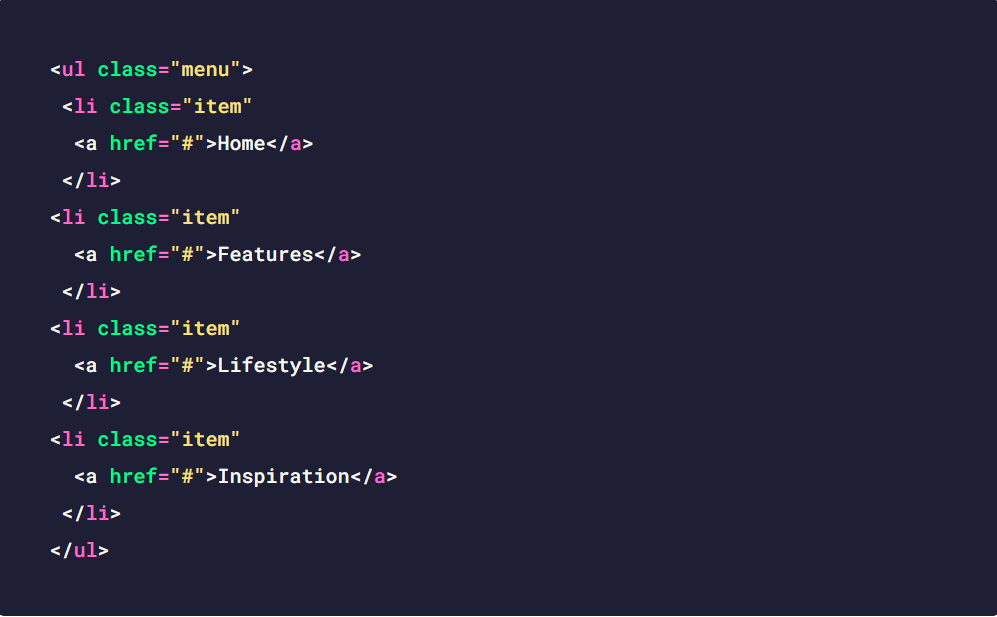 <ul class="menu">
<li class="item"
<a href="#">Home</a>
</li>
<li class="item"
<a href="#">Features</a>
</li>
<li class="item"
<a href="#">Lifestyle</a>
</li>
<li class="item"
<a href="#">Inspiration</a>
</li>
</ul>